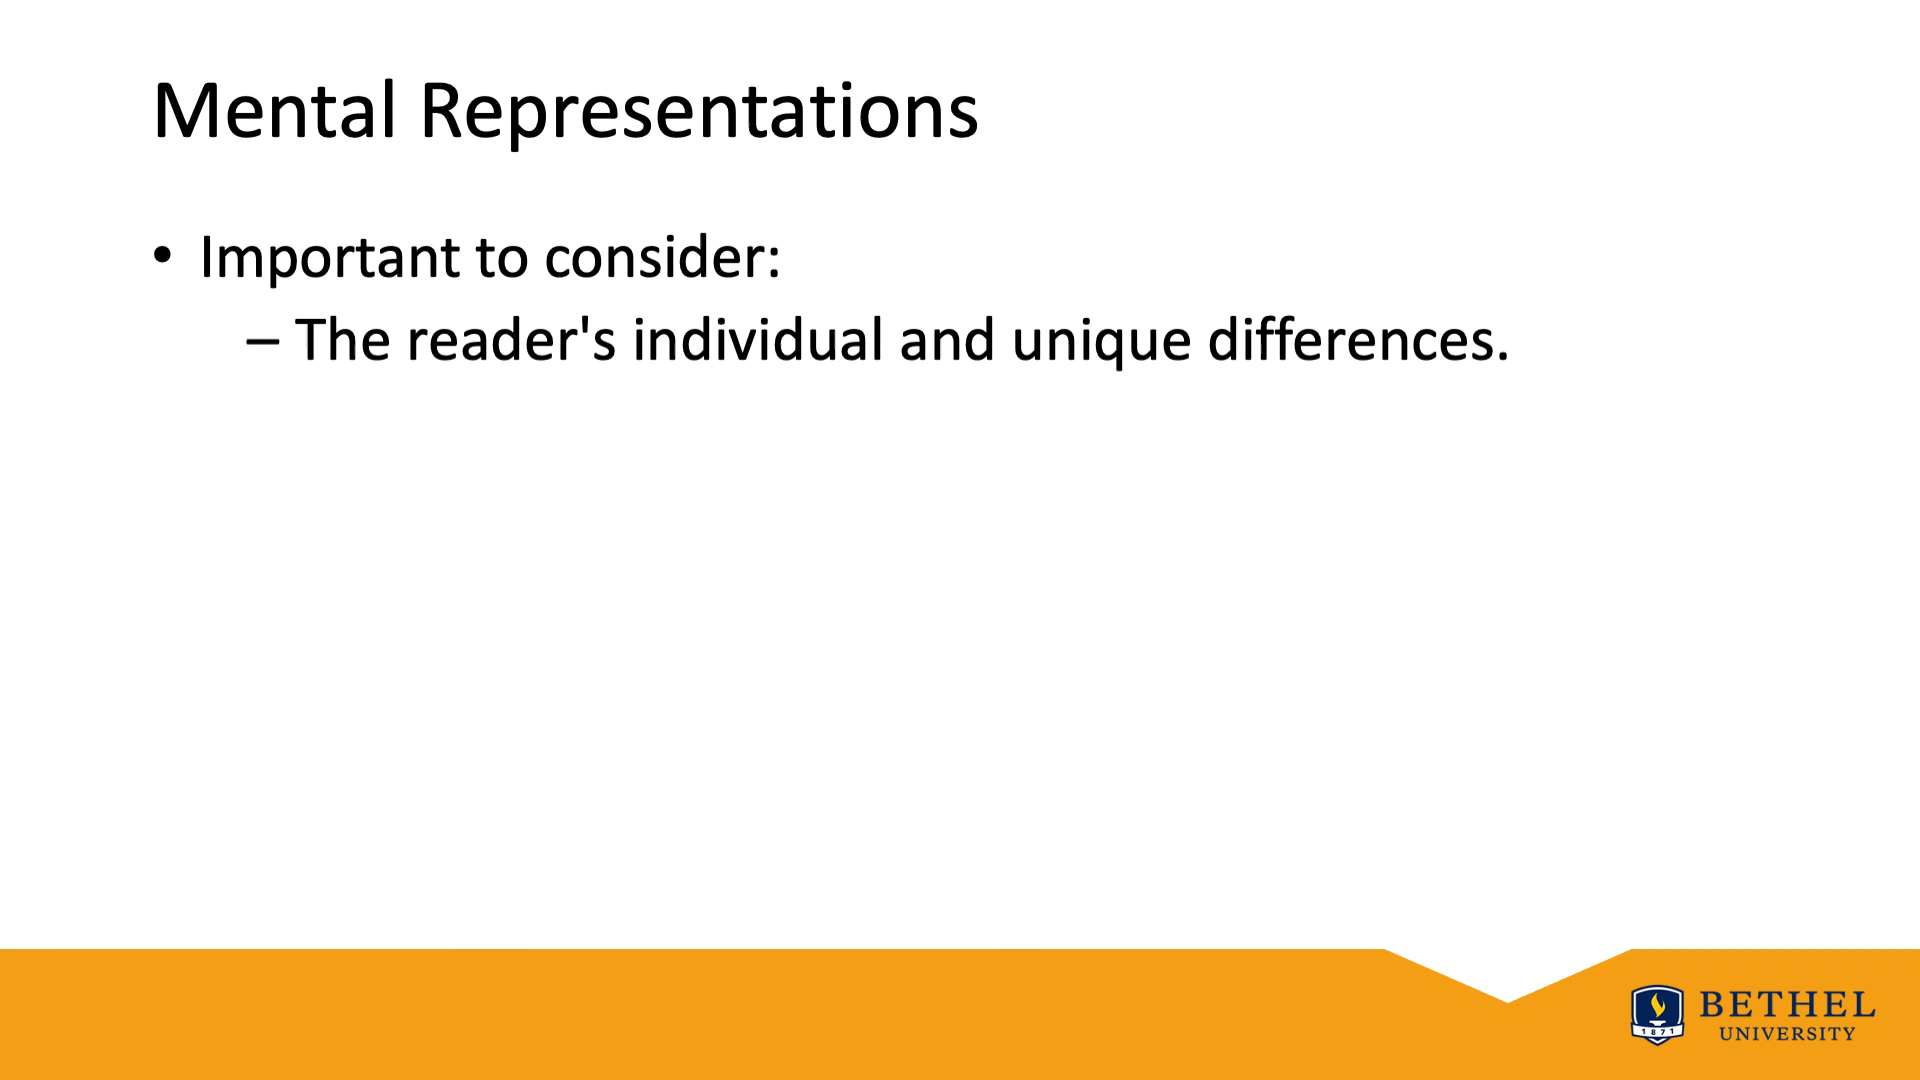 Mental Representations
• Important to consider:
– The reader's individual and unique differences.
BETHEL
UNIVERSITY
1871